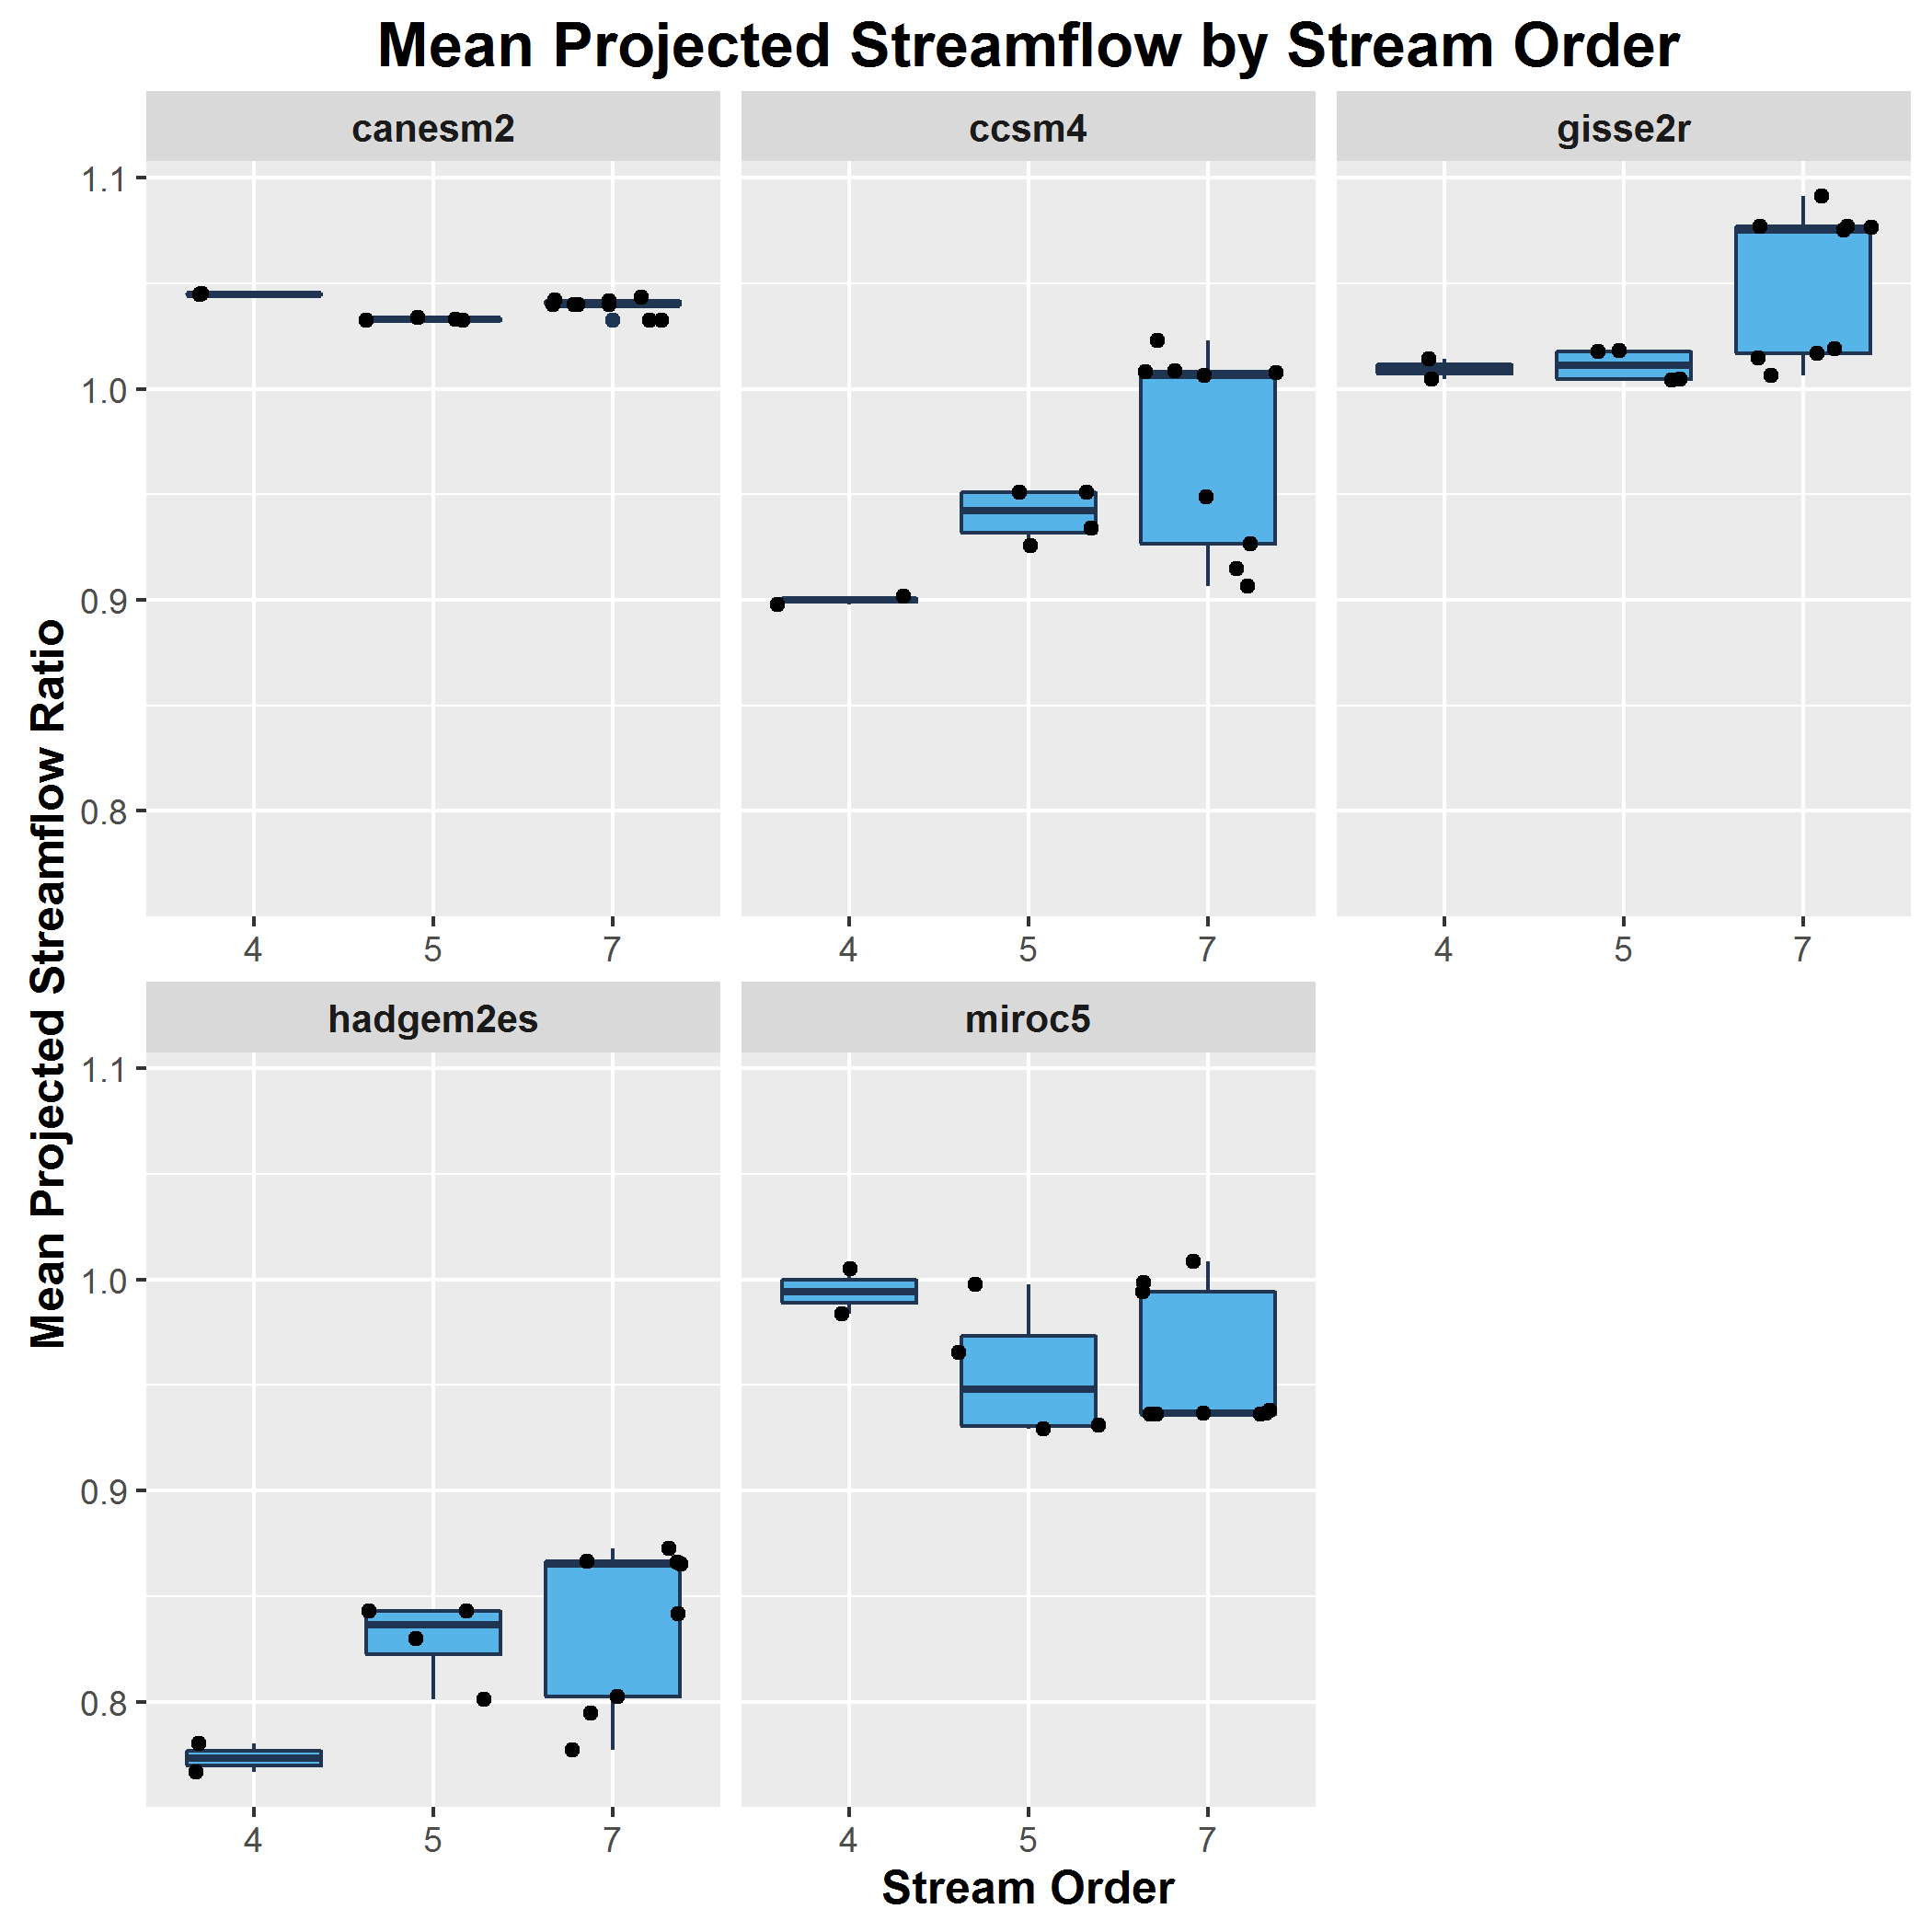 Mean Projected Streamflow by Stream Order
canesm2
ccsm4
gisse2r
1.1
1.0
0.9
0.8
4 5 7
4 5 7
4 5 7
Mean Projected Streamflow Ratio
hadgem2es
miroc5
1.1
1.0
0.9
0.8
4 5 7
4 5 7
Stream Order